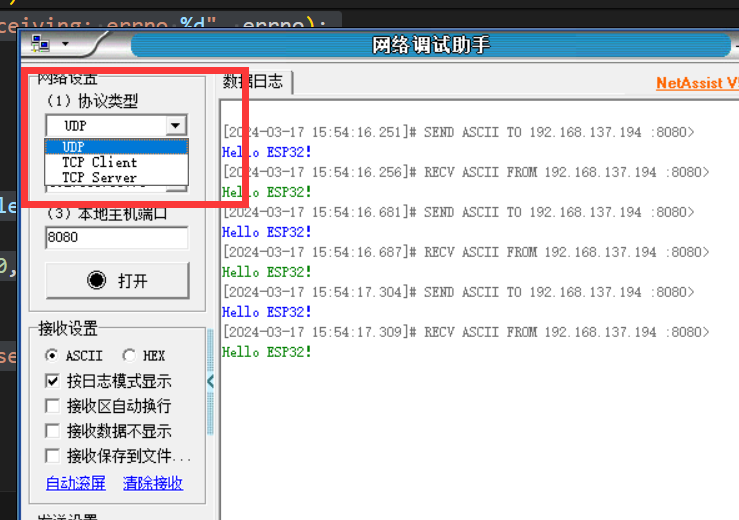 ceiving: errno %d", errno);
网络调试助手
网络设置
(1) 协议类型
UDP
UDP
TCP Client
TCP Server
(3) 本地主机端口
8080
打开
接收设置
ASCII
HEX
按日志模式显示
接收区自动换行
接收数据不显示
接收保存到文件...
自动滚屏 清除接收
数据日志
NetAssist V
[2024-03-17 15:54:16.251]# SEND ASCII TO 192.168.137.194 :8080>
Hello ESP32!
[2024-03-17 15:54:16.256]# RECV ASCII FROM 192.168.137.194 :8080>
Hello ESP32!
[2024-03-17 15:54:16.681]# SEND ASCII TO 192.168.137.194 :8080>
Hello ESP32!
[2024-03-17 15:54:16.687]# RECV ASCII FROM 192.168.137.194 :8080>
Hello ESP32!
[2024-03-17 15:54:17.304]# SEND ASCII TO 192.168.137.194 :8080>
Hello ESP32!
[2024-03-17 15:54:17.309]# RECV ASCII FROM 192.168.137.194 :8080>
Hello ESP32!
le
0,
se
发送设置